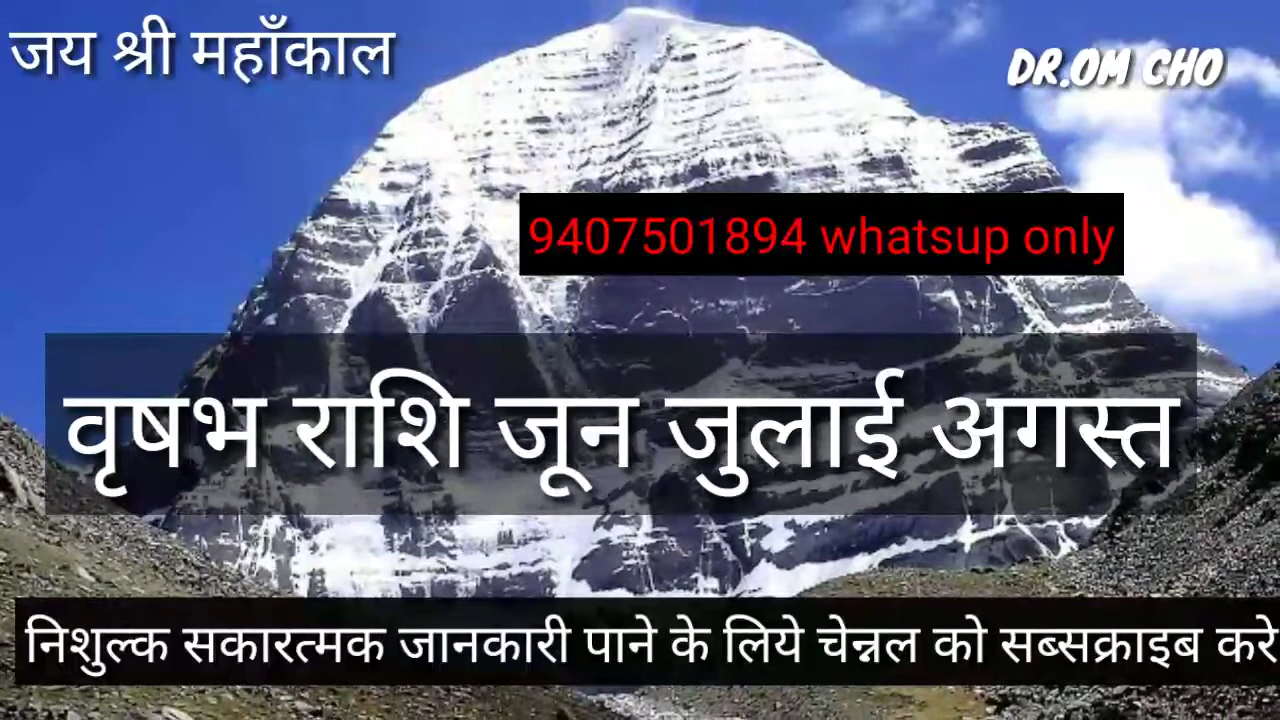 जय श्री महाँकाल
DR.OM CHO
9407501894 whatsup only
वृषभ राशि जून जुलाई अगस्त
निशुल्क सकारत्मक जानकारी पाने के लिये चेन्नल को सब्सक्राइब करे